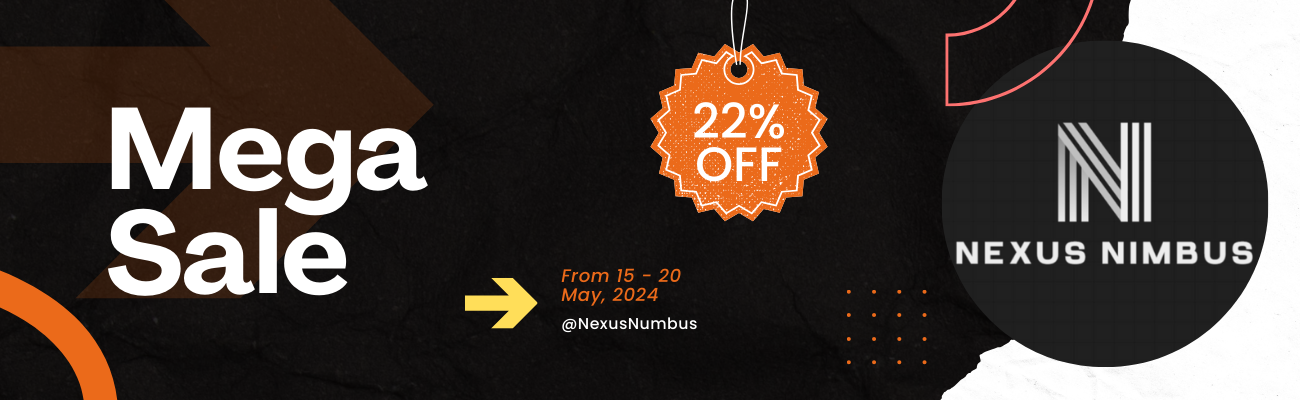 Mega
Sale
22%
OFF
From 15 - 20
May, 2024
@NexusNumbus
N
NEXUS NIMBUS